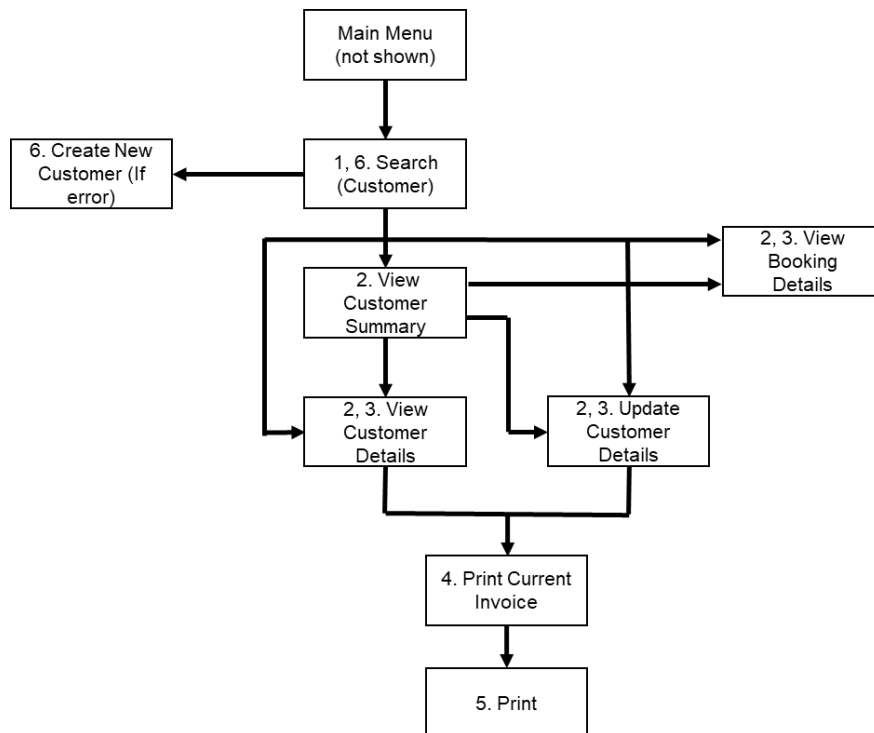 Main Menu
(not shown)
6. Create New
Customer (If
error)
1, 6. Search
(Customer)
2, 3. View
Booking
Details
2. View
Customer
Summary
2, 3. View
Customer
Details
2, 3. Update
Customer
Details
4. Print Current
Invoice
5. Print